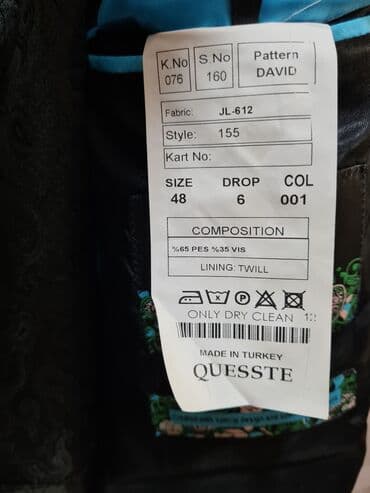 K.No 076 S.No 160 Pattern DAVID
Fabric: JL-612
Style: 155
Kart No:
SIZE DROP COL
48 6 001
COMPOSITION
%65 PES %35 VIS
LINING: TWILL
ONLY DRY CLEAN
MADE IN TURKEY
QUESSTE